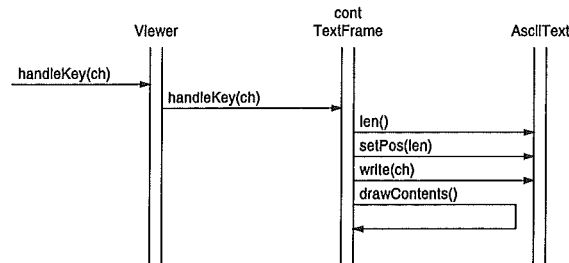 cont
Viewer TextFrame AsciiText
handleKey(ch)
handleKey(ch)
len()
setPos(len)
write(ch)
drawContents()